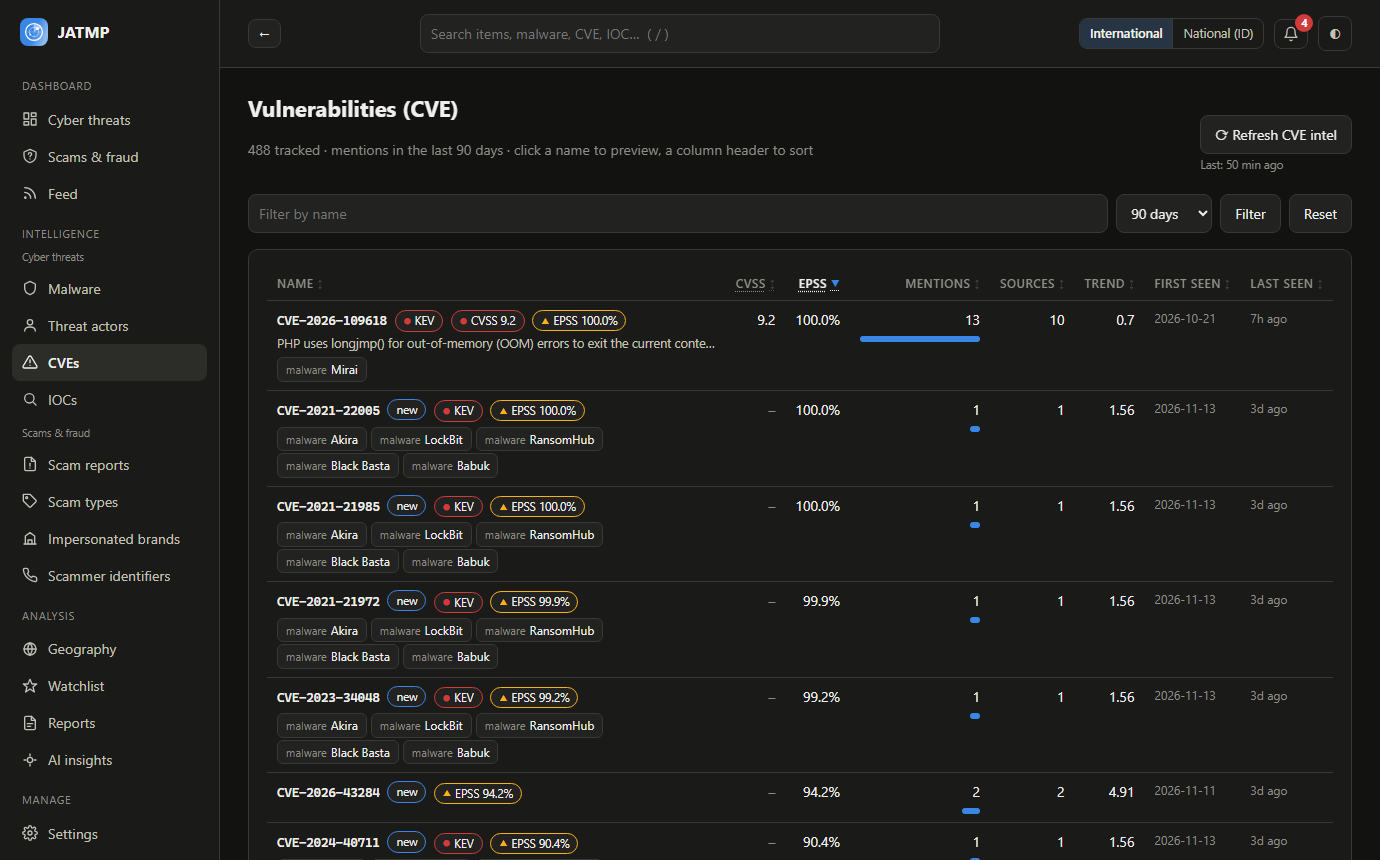 JATMP
←
Search items, malware, CVE, IOC... ( / )
International
National (ID)
4
DASHBOARD
Cyber threats
Scams & fraud
Feed
INTELLIGENCE
Cyber threats
Malware
Threat actors
CVEs
IOCs
Scams & fraud
Scam reports
Scam types
Impersonated brands
Scammer identifiers
ANALYSIS
Geography
Watchlist
Reports
AI insights
MANAGE
Settings
Vulnerabilities (CVE)
488 tracked · mentions in the last 90 days · click a name to preview, a column header to sort
⟳ Refresh CVE intel
Last: 50 min ago
Filter by name
90 days
Filter
Reset
NAME CVSS EPSS ▼ MENTIONS SOURCES TREND FIRST SEEN LAST SEEN
CVE-2026-109618 KEV CVSS 9.2 ▲ EPSS 100.0% 9.2 100.0% 13 10 0.7 2026-10-21 7h ago
PHP uses longjmp() for out-of-memory (OOM) errors to exit the current conte...
malware Mirai
CVE-2021-22005 new KEV ▲ EPSS 100.0% – 100.0% 1 1 1.56 2026-11-13 3d ago
malware Akira malware LockBit malware RansomHub
malware Black Basta malware Babuk
CVE-2021-21985 new KEV ▲ EPSS 100.0% – 100.0% 1 1 1.56 2026-11-13 3d ago
malware Akira malware LockBit malware RansomHub
malware Black Basta malware Babuk
CVE-2021-21972 new KEV ▲ EPSS 99.9% – 99.9% 1 1 1.56 2026-11-13 3d ago
malware Akira malware LockBit malware RansomHub
malware Black Basta malware Babuk
CVE-2023-34048 new KEV ▲ EPSS 99.2% – 99.2% 1 1 1.56 2026-11-13 3d ago
malware Akira malware LockBit malware RansomHub
malware Black Basta malware Babuk
CVE-2026-43284 new ▲ EPSS 94.2% – 94.2% 2 2 4.91 2026-11-11 3d ago
CVE-2024-40711 new KEV ▲ EPSS 90.4% – 90.4% 1 1 1.56 2026-11-13 3d ago